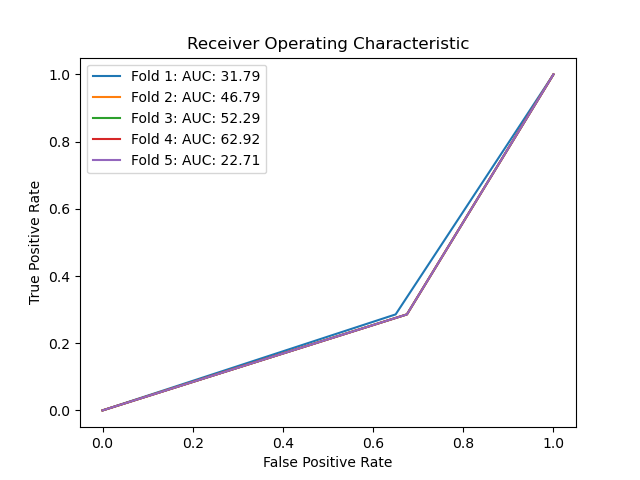 Receiver Operating Characteristic
Fold 1: AUC: 31.79
Fold 2: AUC: 46.79
Fold 3: AUC: 52.29
Fold 4: AUC: 62.92
Fold 5: AUC: 22.71
True Positive Rate
1.0
0.8
0.6
0.4
0.2
0.0
0.0 0.2 0.4 0.6 0.8 1.0
False Positive Rate